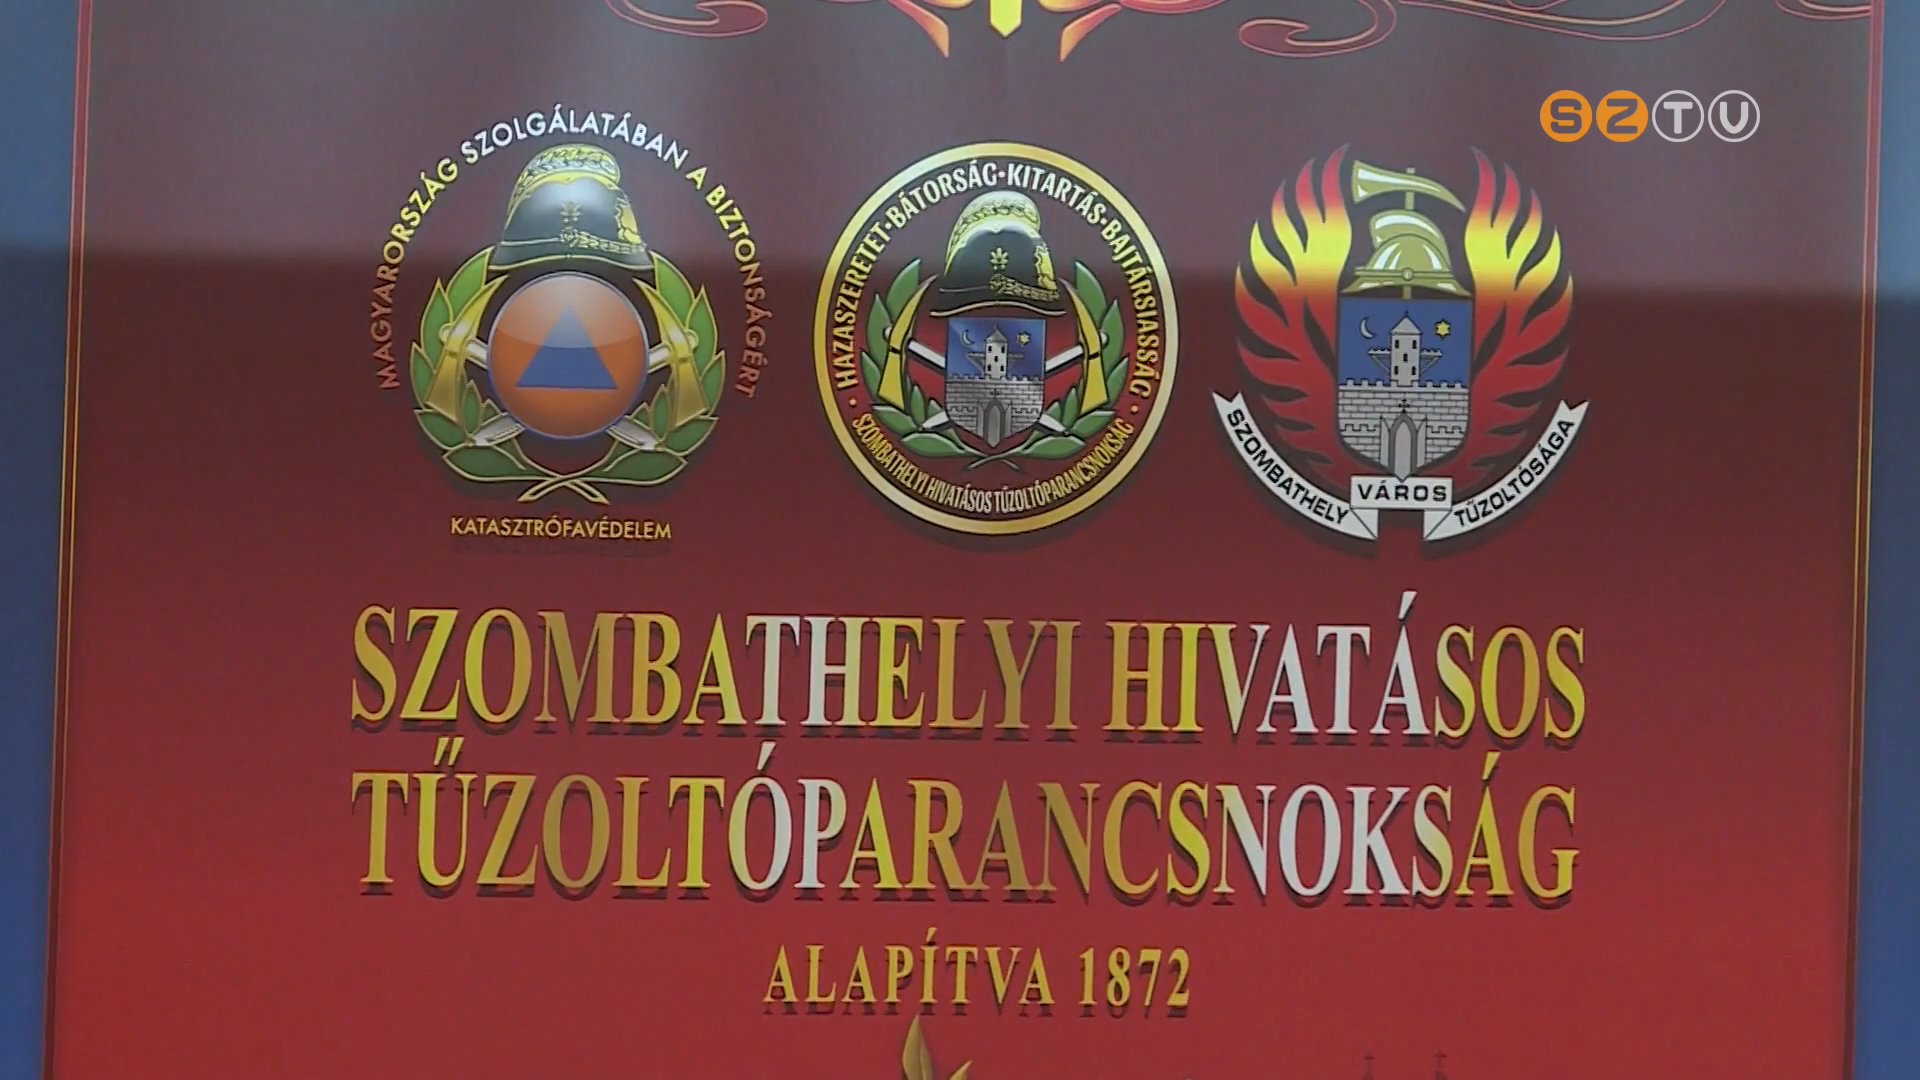 SZTV
MAGYARORSZÁG SZOLGÁLATÁBAN A BIZTONSÁGÉRT
KATASZTRÓFAVÉDELEM
HAZASZERETET·BÁTORSÁG·KITARTÁS·BAJTÁRSIASSÁG
SZOMBATHELYI HIVATÁSOS TŰZOLTÓPARANCSNOKSÁG
SZOMBATHELY VÁROS TŰZOLTÓSÁGA
SZOMBATHELYI HIVATÁSOS
TŰZOLTÓPARANCSNOKSÁG
ALAPÍTVA 1872